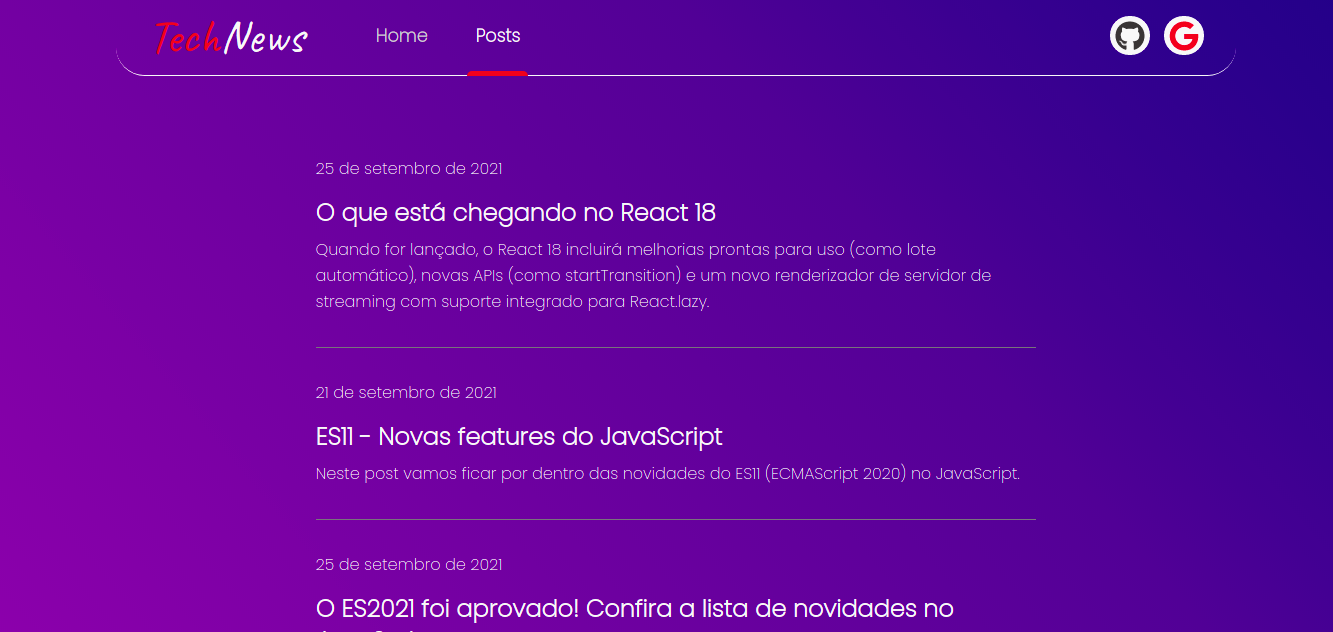 TechNews Home Posts
25 de setembro de 2021
O que está chegando no React 18
Quando for lançado, o React 18 incluirá melhorias prontas para uso (como lote
automático), novas APIs (como startTransition) e um novo renderizador de servidor de
streaming com suporte integrado para React.lazy.
21 de setembro de 2021
ES11 - Novas features do JavaScript
Neste post vamos ficar por dentro das novidades do ES11 (ECMAScript 2020) no JavaScript.
25 de setembro de 2021
O ES2021 foi aprovado! Confira a lista de novidades no